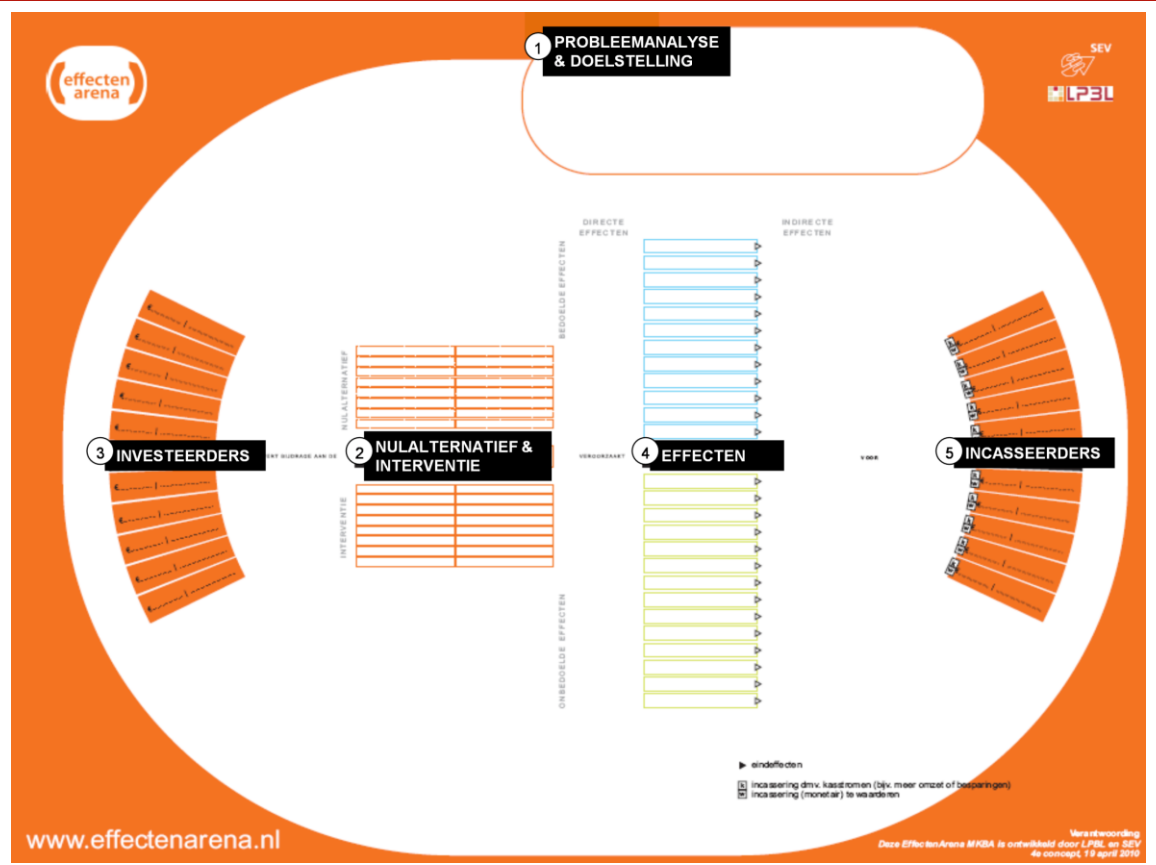 effecten
arena
1 PROBLEEMANALYSE
& DOELSTELLING
SEV
LPBL
DIRECTE
EFFECTEN
INDIRECTE
EFFECTEN
BEDOELDE EFFECTEN
NULALTERNATIEF
3 INVESTEERDERS
BIJDRAGE AAN DE
2 NULALTERNATIEF &
INTERVENTIE
VEROORZAAKT
4 EFFECTEN
VOOR
5 INCASSEERDERS
INTERVENTIE
ONBEDOELDE EFFECTEN
eindeffecten
incassering dmv. kasstromen (bijv. meer omzet of besparingen)
incassering (monetair) te waarderen
www.effectenarena.nl
Verantwoording
Deze EffectenArena MKBA is ontwikkeld door LPBL en SEV
4e concept, 19 april 2010